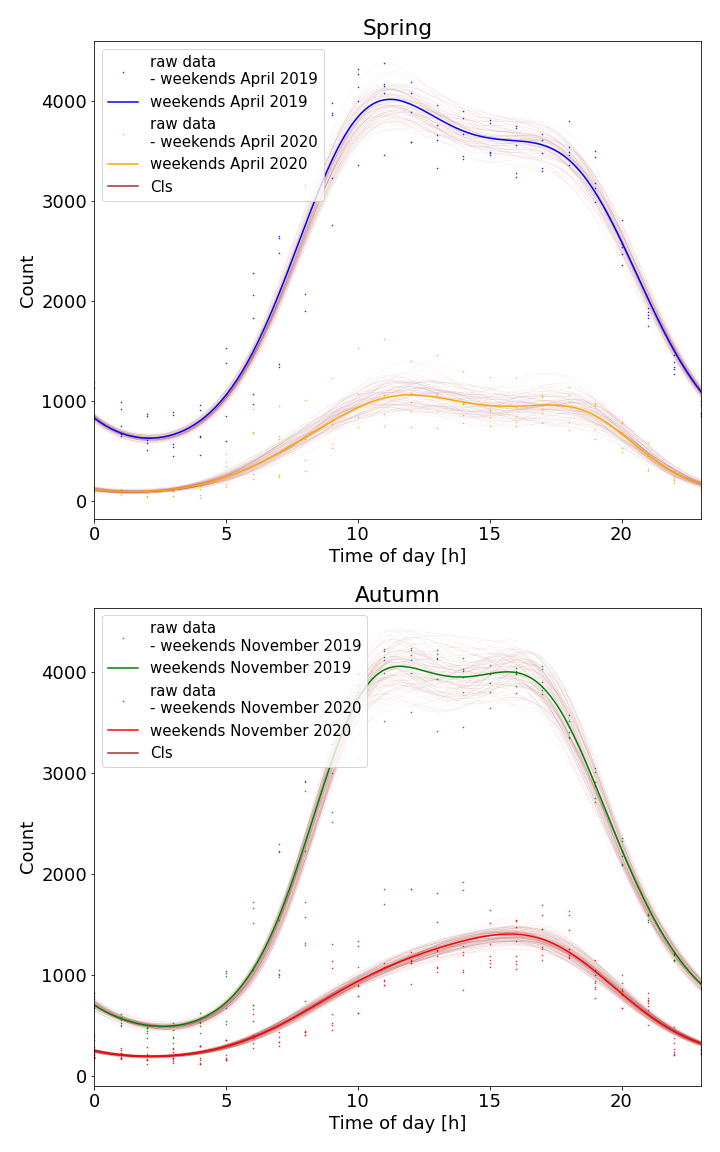 Spring
raw data
- weekends April 2019
weekends April 2019
raw data
- weekends April 2020
weekends April 2020
CIs
Count
4000
3000
2000
1000
0
0 5 10 15 20
Time of day [h]
Autumn
raw data
- weekends November 2019
weekends November 2019
raw data
- weekends November 2020
weekends November 2020
CIs
Count
4000
3000
2000
1000
0
0 5 10 15 20
Time of day [h]